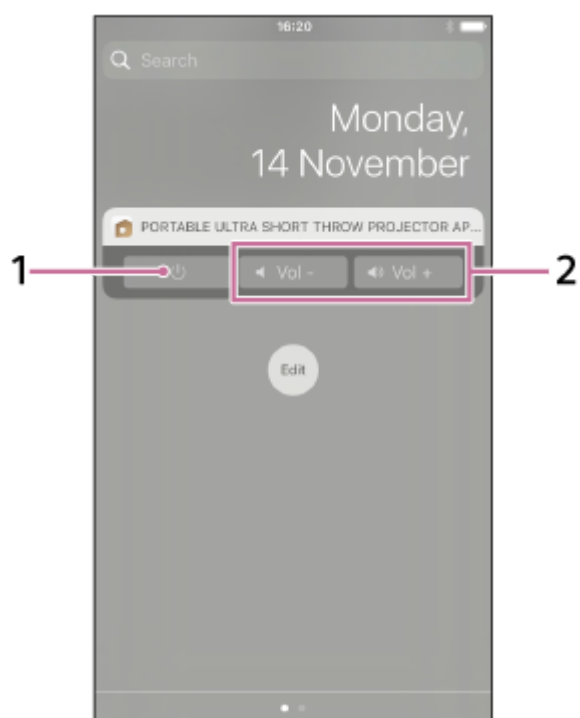 16:20
Search
Monday,
14 November
PORTABLE ULTRA SHORT THROW PROJECTOR AP...
1 Vol - Vol + 2
Edit